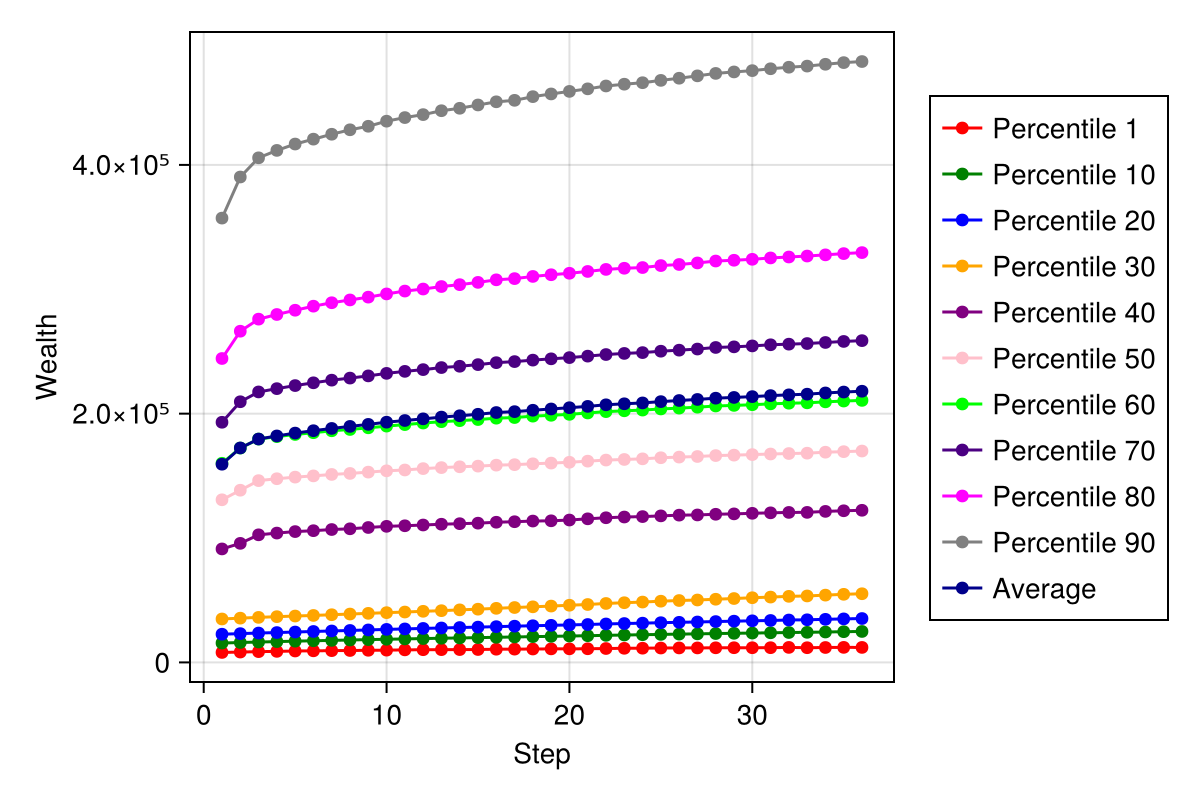 Wealth
4.0×10⁵
2.0×10⁵
0
0
10
20
30
Step
Percentile 1
Percentile 10
Percentile 20
Percentile 30
Percentile 40
Percentile 50
Percentile 60
Percentile 70
Percentile 80
Percentile 90
Average